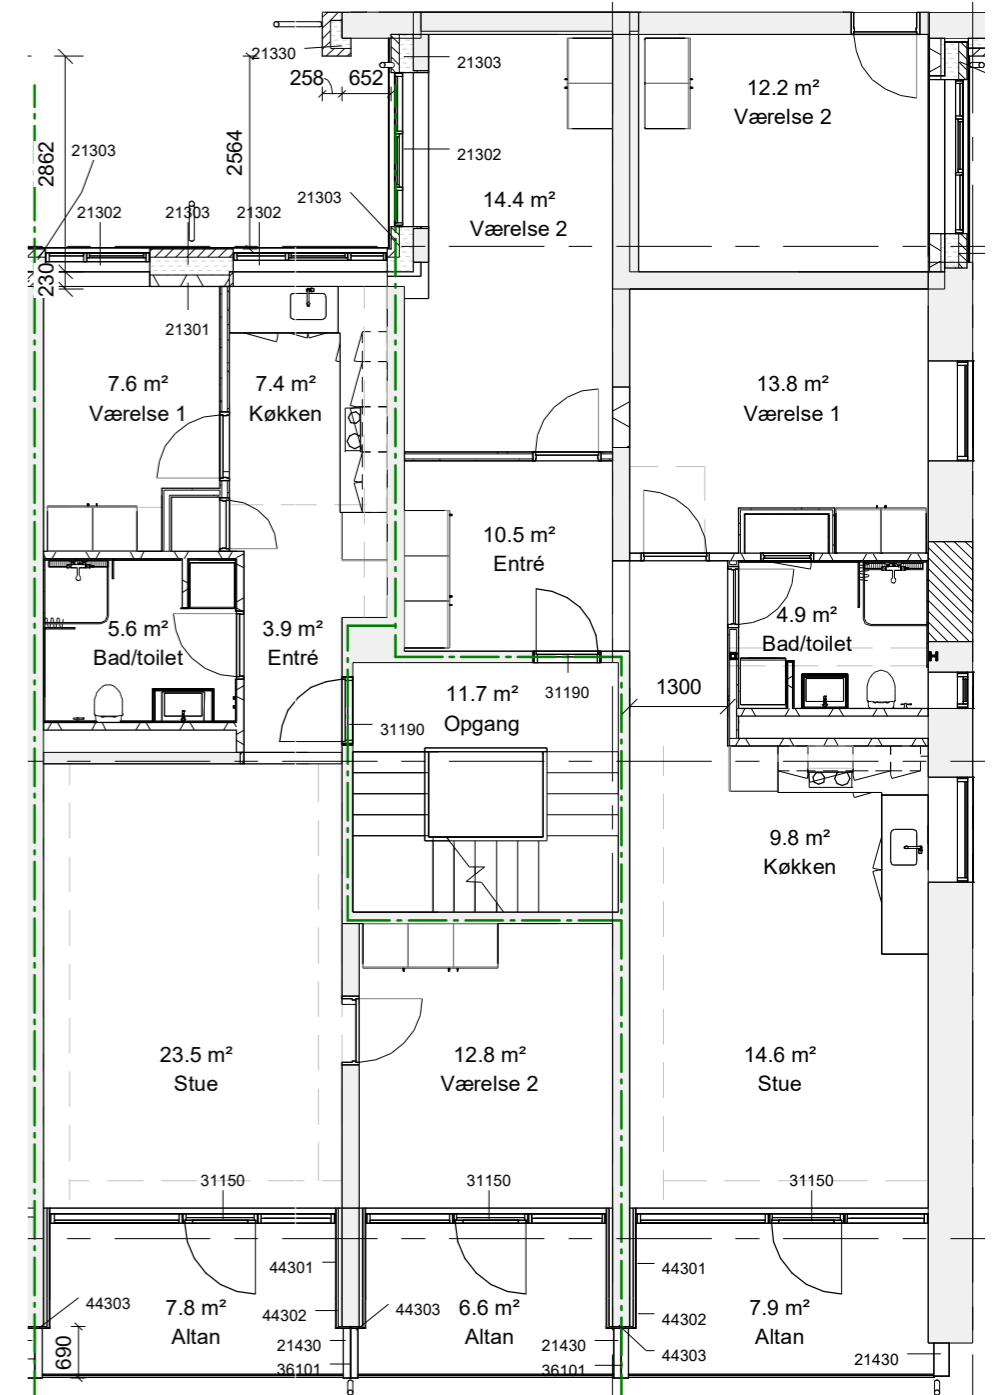 21330
258
652
21303
12.2 m²
Værelse 2
2862
2564
21303
21302
21303
14.4 m²
Værelse 2
21302
21303
21302
230
21301
7.6 m²
Værelse 1
7.4 m²
Køkken
13.8 m²
Værelse 1
10.5 m²
Entré
5.6 m²
Bad/toilet
3.9 m²
Entré
4.9 m²
Bad/toilet
11.7 m²
Opgang
31190
1300
31190
9.8 m²
Køkken
23.5 m²
Stue
12.8 m²
Værelse 2
14.6 m²
Stue
31150
31150
31150
44301
44301
44303
7.8 m²
Altan
44302
44303
6.6 m²
Altan
44302
7.9 m²
Altan
690
21430
36101
21430
36101
44303
21430